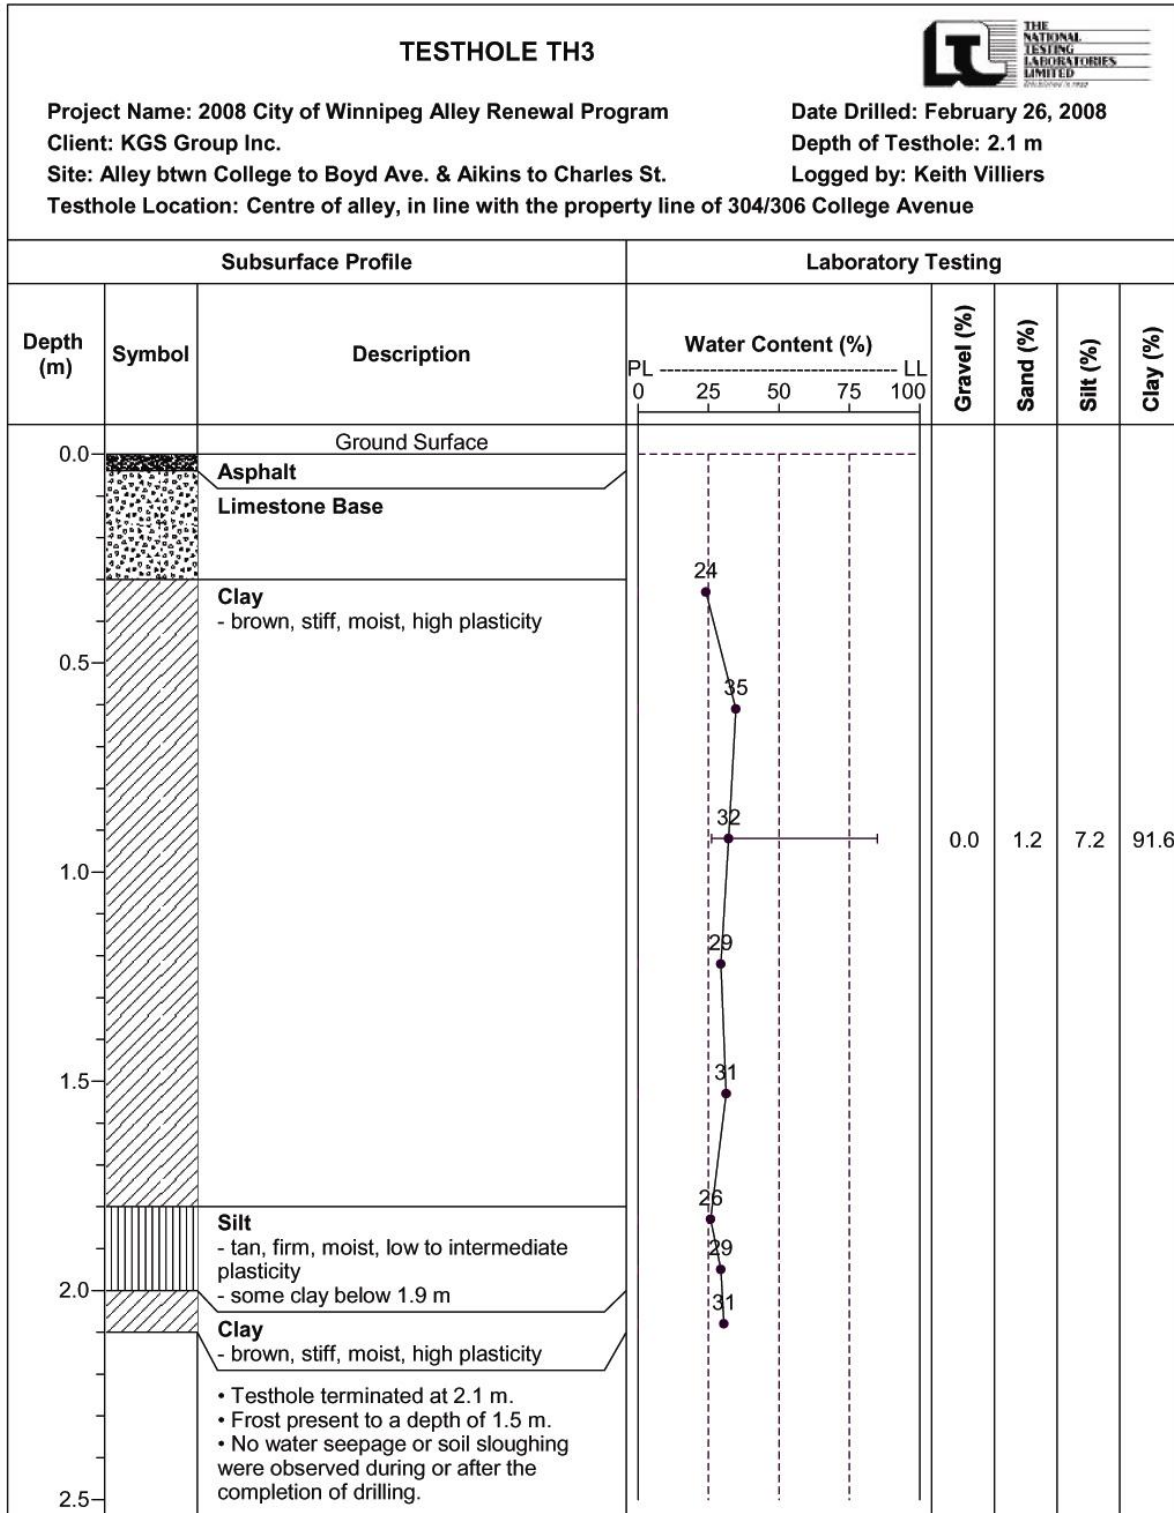 TESTHOLE TH3
THE
NATIONAL
TESTING
LABORATORIES
LIMITED
Established in 1923
Project Name: 2008 City of Winnipeg Alley Renewal Program
Date Drilled: February 26, 2008
Client: KGS Group Inc.
Depth of Testhole: 2.1 m
Site: Alley btwn College to Boyd Ave. & Aikins to Charles St.
Logged by: Keith Villiers
Testhole Location: Centre of alley, in line with the property line of 304/306 College Avenue
Subsurface Profile
Laboratory Testing
Depth
(m)
Symbol
Description
Water Content (%)
PL ---------------------------------- LL
0 25 50 75 100
Gravel (%)
Sand (%)
Silt (%)
Clay (%)
Ground Surface
0.0
Asphalt
Limestone Base
24
Clay
- brown, stiff, moist, high plasticity
0.5
35
32
0.0 1.2 7.2 91.6
1.0
29
31
1.5
26
Silt
- tan, firm, moist, low to intermediate
plasticity
- some clay below 1.9 m
29
2.0
31
Clay
- brown, stiff, moist, high plasticity
• Testhole terminated at 2.1 m.
• Frost present to a depth of 1.5 m.
• No water seepage or soil sloughing
were observed during or after the
completion of drilling.
2.5